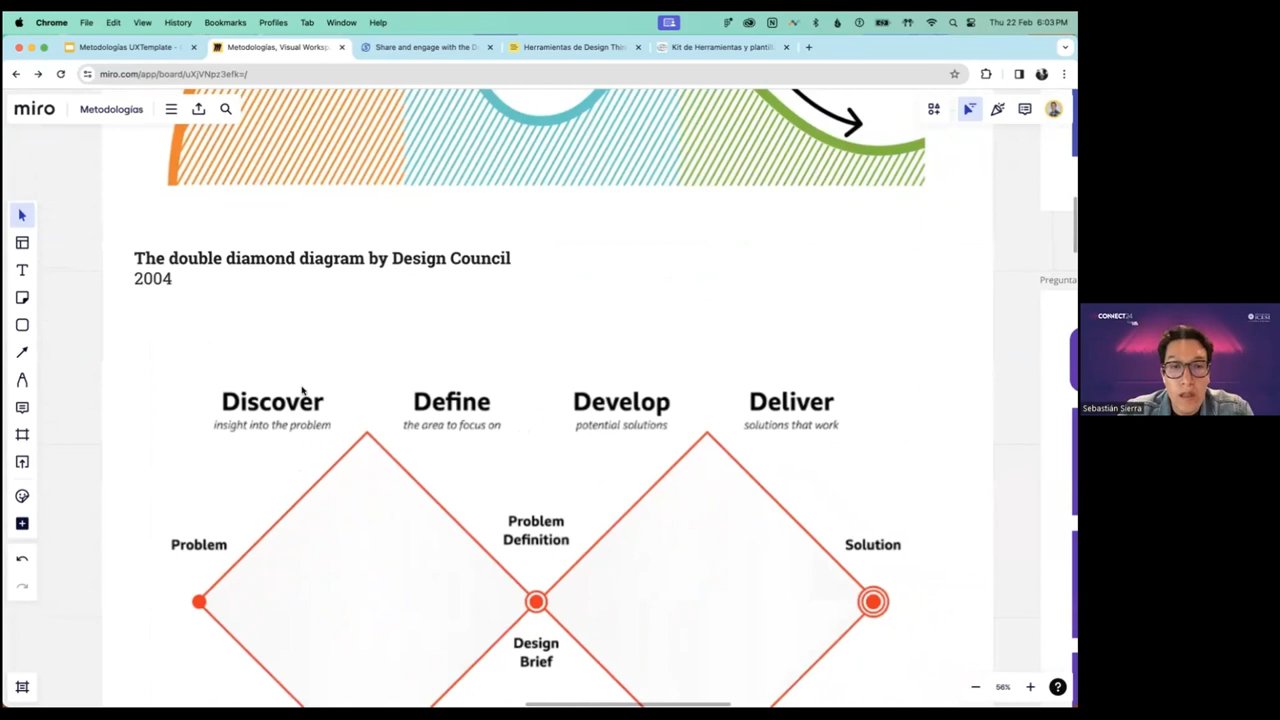 Chrome File Edit View History Bookmarks Profiles Tab Window Help Thu 22 Feb 6:03 PM
Metodologías UXTemplate - Metodologías, Visual Worksp Share and engage with the D Herramientas de Design Thin Kit de Herramientas y plantil
miro.com/app/board/uXjVNpz3efk=/
miro Metodologías
The double diamond diagram by Design Council
2004
Pregunta
Discover Define Develop Deliver
insight into the problem the area to focus on potential solutions solutions that work
Problem
Definition
Problem
Solution
Design
Brief
56%
CONNECT24
Sebastián Sierra